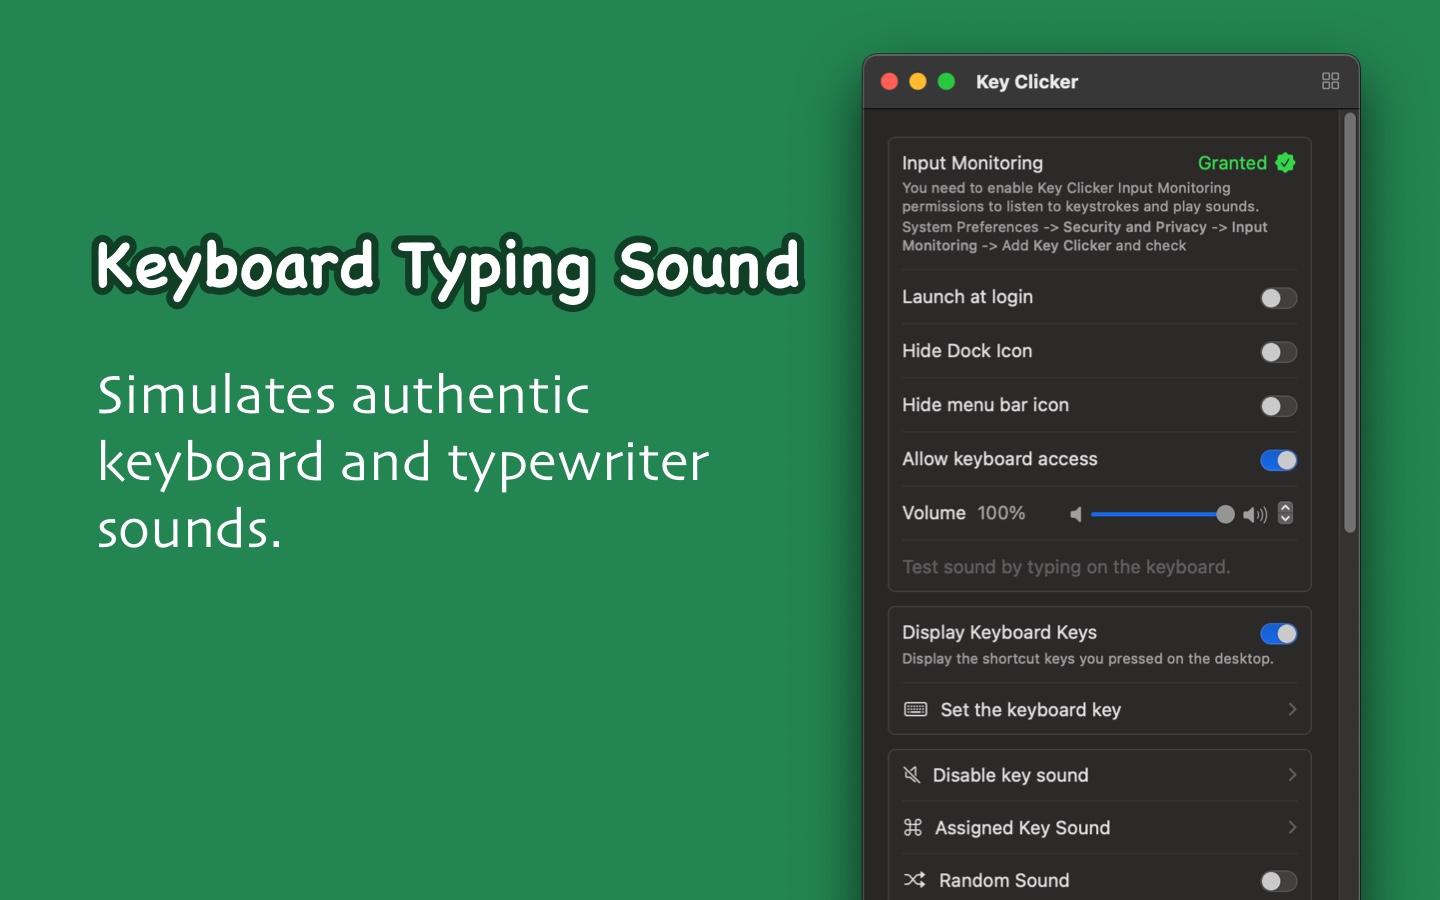 Keyboard Typing Sound
Simulates authentic
keyboard and typewriter
sounds.
Key Clicker
Input Monitoring
Granted
You need to enable Key Clicker Input Monitoring
permissions to listen to keystrokes and play sounds.
System Preferences -> Security and Privacy -> Input
Monitoring -> Add Key Clicker and check
Launch at login
Hide Dock Icon
Hide menu bar icon
Allow keyboard access
Volume 100%
Test sound by typing on the keyboard.
Display Keyboard Keys
Display the shortcut keys you pressed on the desktop.
Set the keyboard key
Disable key sound
Assigned Key Sound
Random Sound